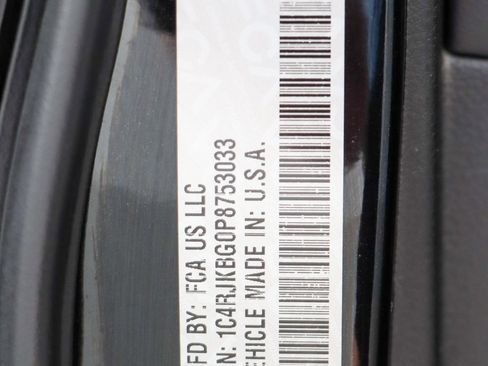 FD BY: FCA US LLC
N: 1C4RJKBG0P8753033
EHICLE MADE IN: U.S.A.